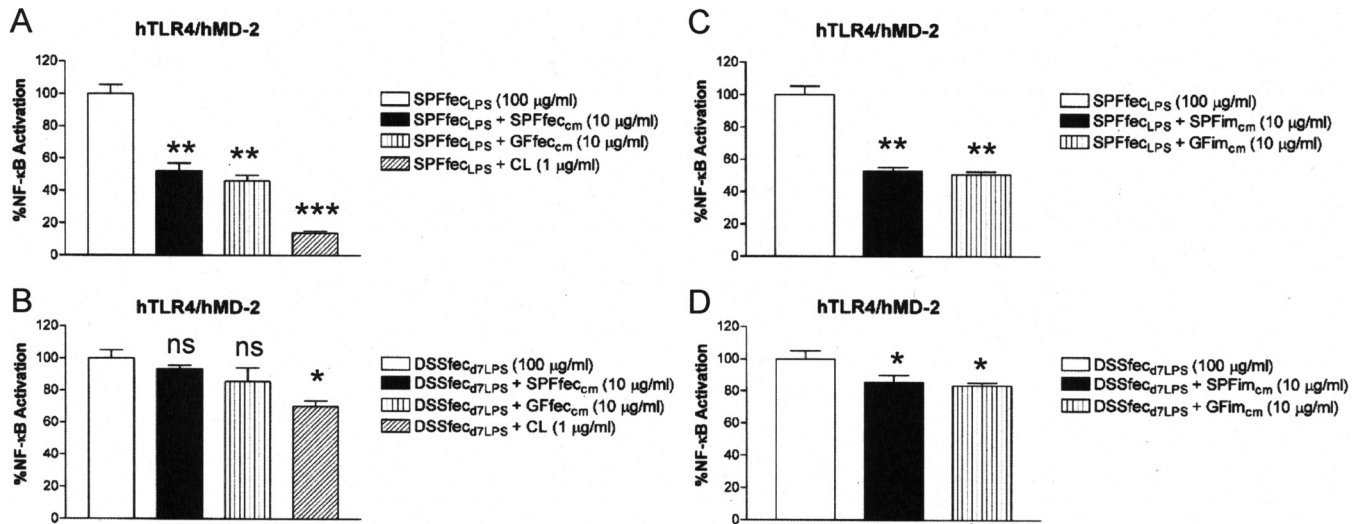 A
hTLR4/hMD-2
%NF-κB Activation
120
100
80
60
40
20
0
**
**
***
SPFfecLPS (100 μg/ml)
SPFfecLPS + SPFfeccm (10 μg/ml)
SPFfecLPS + GFfeccm (10 μg/ml)
SPFfecLPS + CL (1 μg/ml)
B
hTLR4/hMD-2
%NF-κB Activation
120
100
80
60
40
20
0
ns
ns
*
DSSfecd7LPS (100 μg/ml)
DSSfecd7LPS + SPFfeccm (10 μg/ml)
DSSfecd7LPS + GFfeccm (10 μg/ml)
DSSfecd7LPS + CL (1 μg/ml)
C
hTLR4/hMD-2
%NF-κB Activation
120
100
80
60
40
20
0
**
**
SPFfecLPS (100 μg/ml)
SPFfecLPS + SPFimcm (10 μg/ml)
SPFfecLPS + GFimcm (10 μg/ml)
D
hTLR4/hMD-2
%NF-κB Activation
120
100
80
60
40
20
0
*
*
DSSfecd7LPS (100 μg/ml)
DSSfecd7LPS + SPFimcm (10 μg/ml)
DSSfecd7LPS + GFimcm (10 μg/ml)